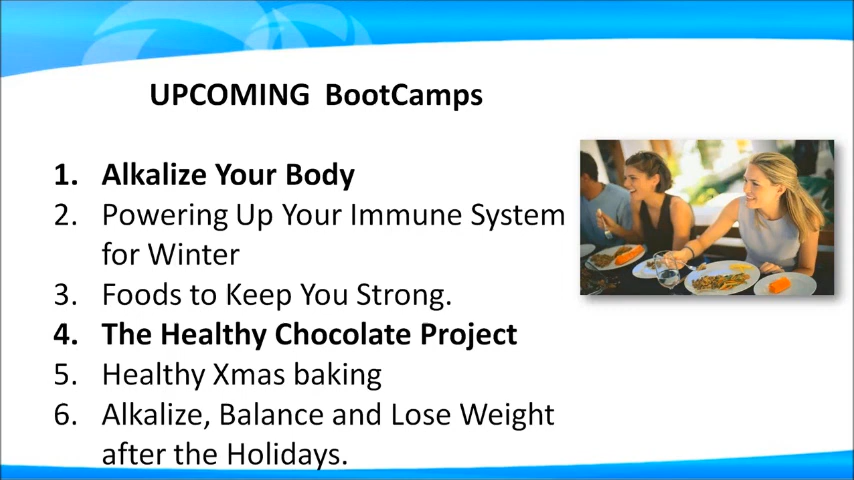 UPCOMING BootCamps
1. Alkalize Your Body
2. Powering Up Your Immune System
for Winter
3. Foods to Keep You Strong.
4. The Healthy Chocolate Project
5. Healthy Xmas baking
6. Alkalize, Balance and Lose Weight
after the Holidays.